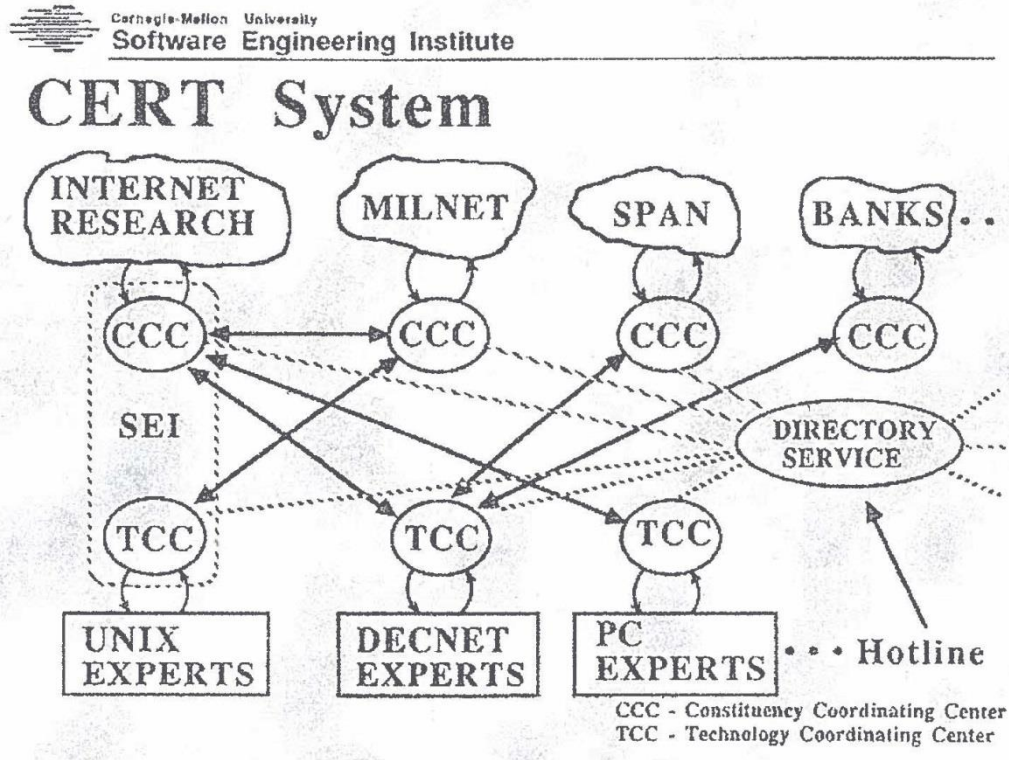 Carnegie-Mellon University
Software Engineering Institute
CERT System
INTERNET
RESEARCH
MILNET
SPAN
BANKS . .
CCC
CCC
CCC
CCC
SEI
DIRECTORY
SERVICE
TCC
TCC
TCC
UNIX
EXPERTS
DECNET
EXPERTS
PC
EXPERTS
• • • Hotline
CCC - Constituency Coordinating Center
TCC - Technology Coordinating Center